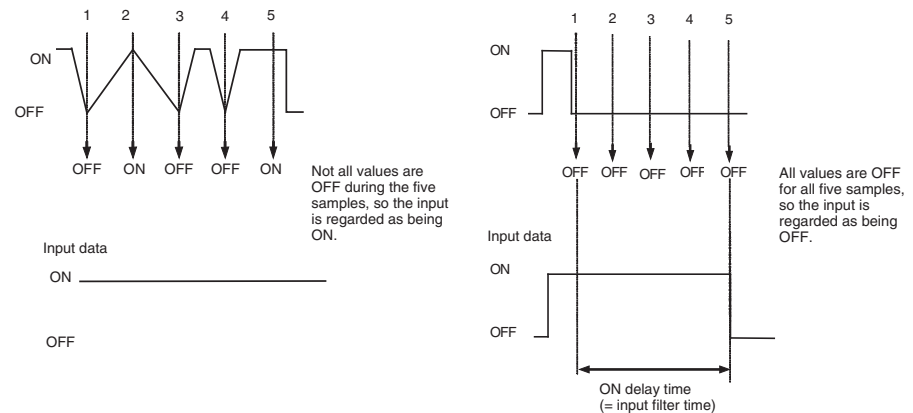 1 2 3 4 5
ON
OFF
OFF ON OFF OFF ON
Not all values are
OFF during the five
samples, so the input
is regarded as being
ON.
Input data
ON
OFF
1 2 3 4 5
ON
OFF
OFF OFF OFF OFF OFF
All values are OFF
for all five samples,
so the input is
regarded as being
OFF.
Input data
ON
OFF
ON delay time
(= input filter time)